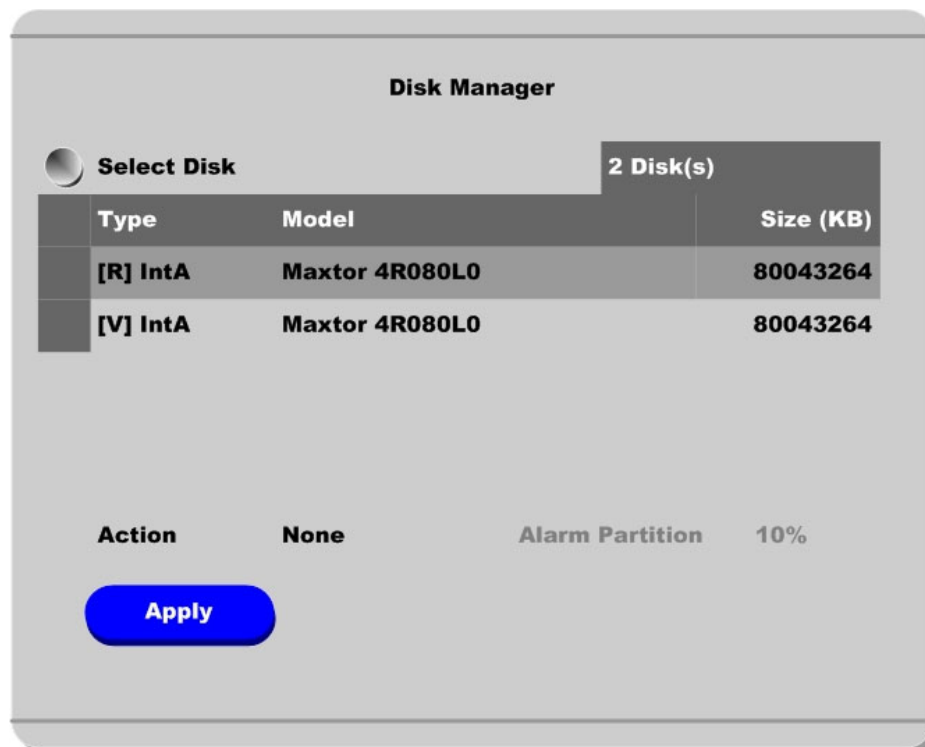 Disk Manager
Select Disk 2 Disk(s)
Type Model Size (KB)
[R] IntA Maxtor 4R080L0 80043264
[V] IntA Maxtor 4R080L0 80043264
Action None Alarm Partition 10%
Apply